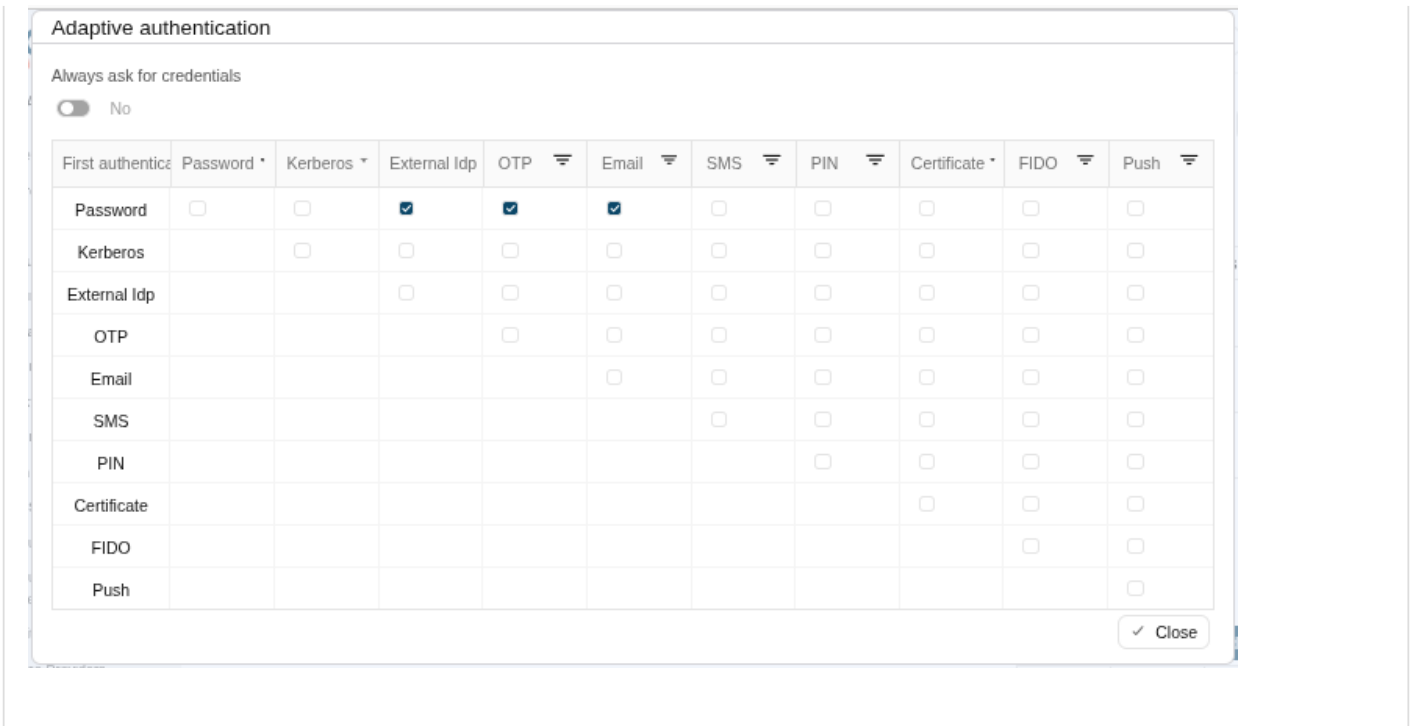 Adaptive authentication
Always ask for credentials
No
First authentica Password Kerberos External Idp OTP Email SMS PIN Certificate FIDO Push
Password
Kerberos
External Idp
OTP
Email
SMS
PIN
Certificate
FIDO
Push
Close